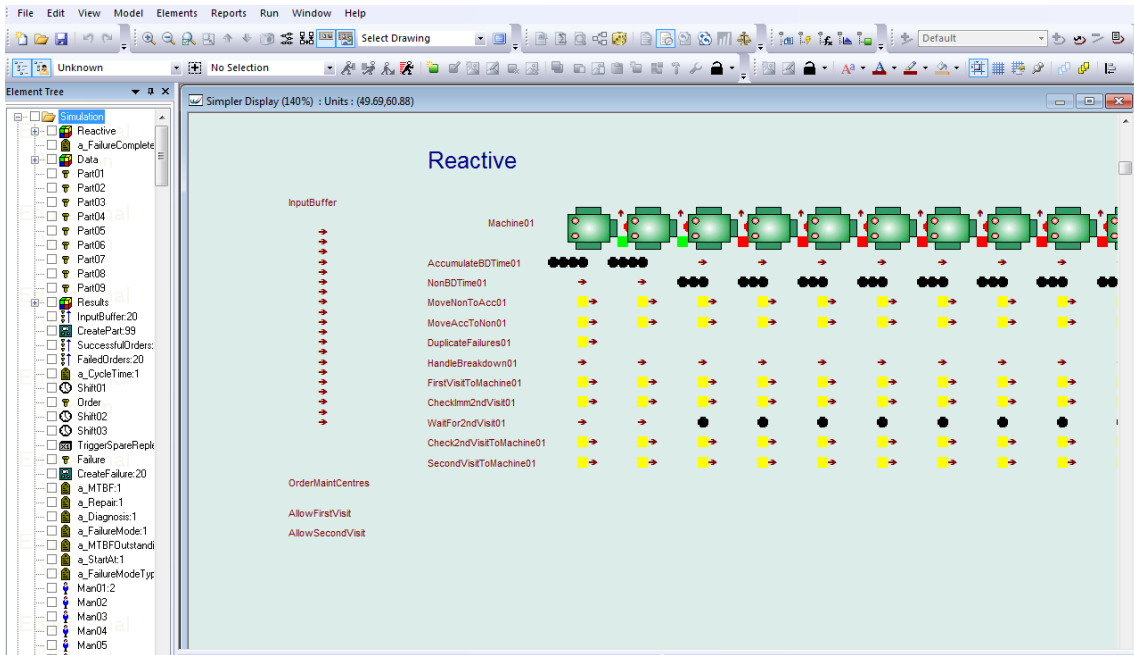 File Edit View Model Elements Reports Run Window Help
Select Drawing
Default
Unknown
No Selection
Element Tree
Simpler Display (140%) : Units : (49.69,60.88)
Simulation
Reactive
a_FailureComplete
Data
Part01
Part02
Part03
Part04
Part05
Part06
Part07
Part08
Part09
Results
InputBuffer:20
CreatePart:99
SuccessfulOrders:
FailedOrders:20
a_CycleTime:1
Shift01
Order
Shift02
Shift03
TriggerSpareReple
Failure
CreateFailure:20
a_MTBF:1
a_Repair:1
a_Diagnosis:1
a_FailureMode:1
a_MTBFOutstandi
a_StartAt:1
a_FailureModeTyp
Man01:2
Man02
Man03
Man04
Man05
Reactive
InputBuffer
Machine01
AccumulateBDTime01
NonBDTime01
MoveNonToAcc01
MoveAccToNon01
DuplicateFailures01
HandleBreakdown01
FirstVisitToMachine01
CheckImm2ndVisit01
WaitFor2ndVisit01
Check2ndVisitToMachine01
SecondVisitToMachine01
OrderMaintCentres
AllowFirstVisit
AllowSecondVisit